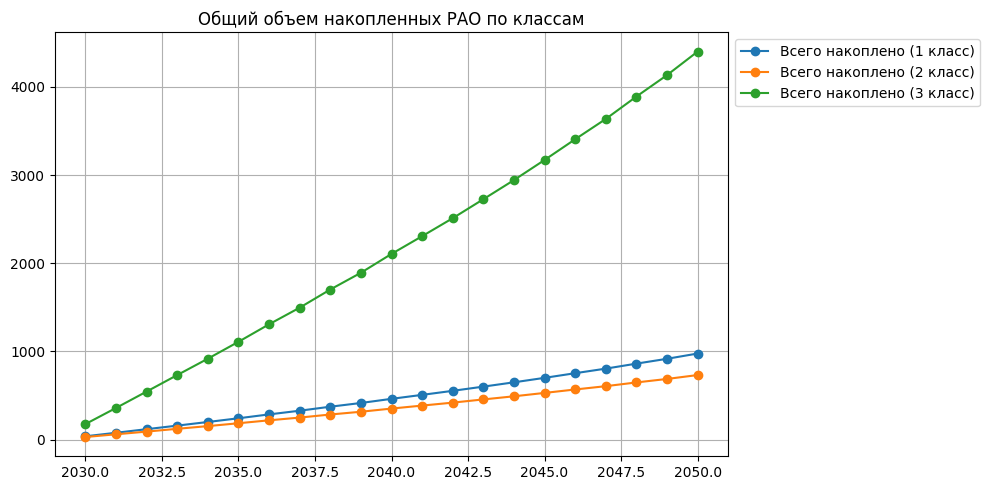 Общий объем накопленных РАО по классам
Всего накоплено (1 класс)
Всего накоплено (2 класс)
Всего накоплено (3 класс)
4000
3000
2000
1000
0
2030.0 2032.5 2035.0 2037.5 2040.0 2042.5 2045.0 2047.5 2050.0